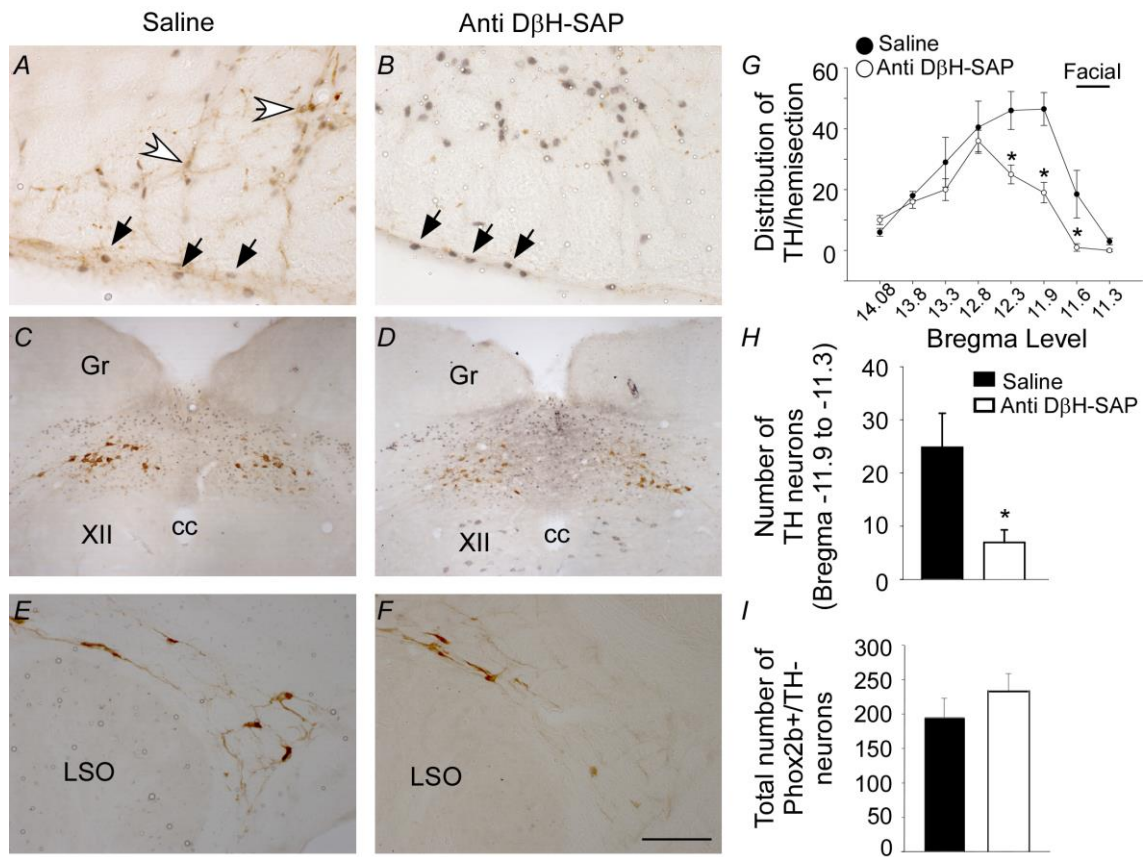 Saline
Anti DβH-SAP
A
B
C
Gr
XII
cc
D
Gr
XII
cc
E
LSO
F
LSO
G
Saline
Anti DβH-SAP
Facial
Distribution of
TH/hemisection
60
40
20
0
*
*
*
14.08
13.8
13.3
12.8
12.3
11.9
11.6
11.3
Bregma Level
H
Saline
Anti DβH-SAP
Number of
TH neurons
(Bregma -11.9 to -11.3)
40
30
20
10
0
*
I
Total number of
Phox2b+/TH-
neurons
300
250
200
150
100
50
0